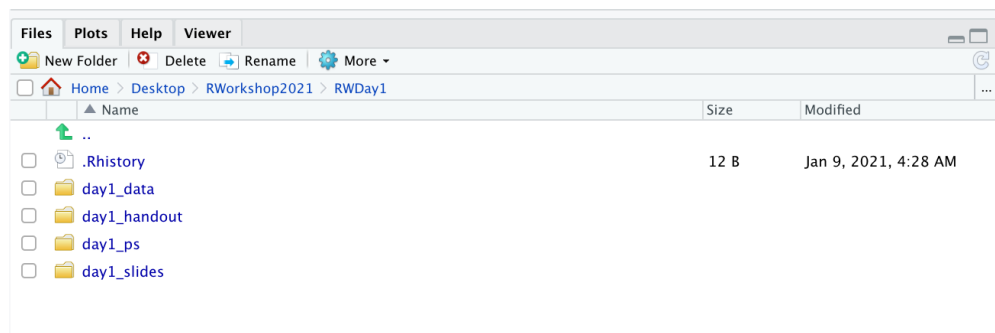 Files Plots Help Viewer
New Folder Delete Rename More
Home > Desktop > RWorkshop2021 > RWDay1 ...
Name Size Modified
..
.Rhistory 12 B Jan 9, 2021, 4:28 AM
day1_data
day1_handout
day1_ps
day1_slides